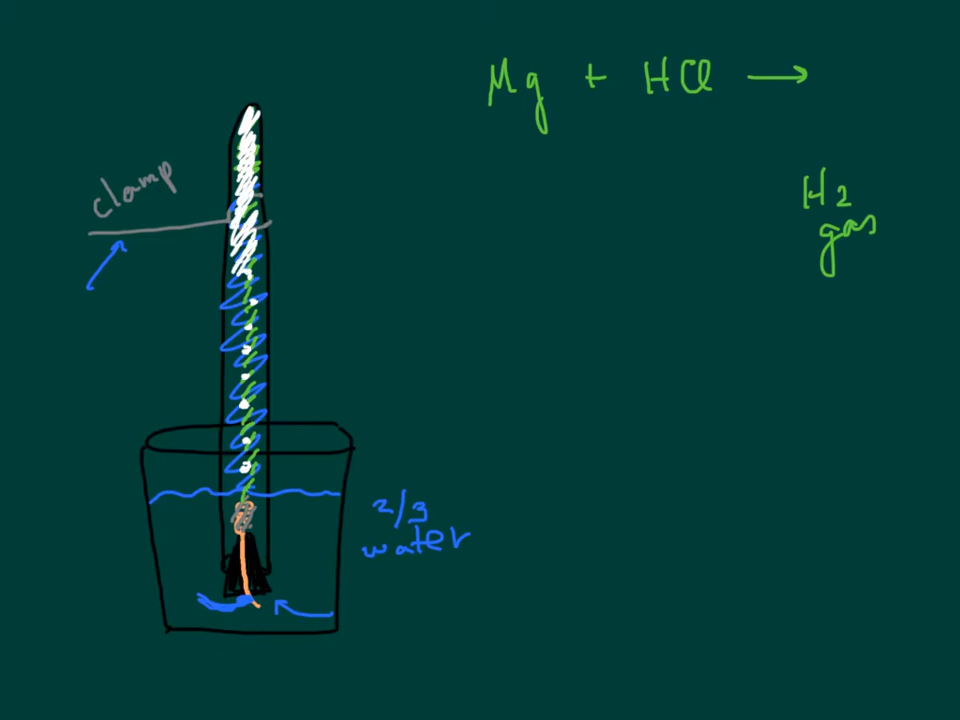 Mg + HCl →
clamp
H2
gas
2/3
water